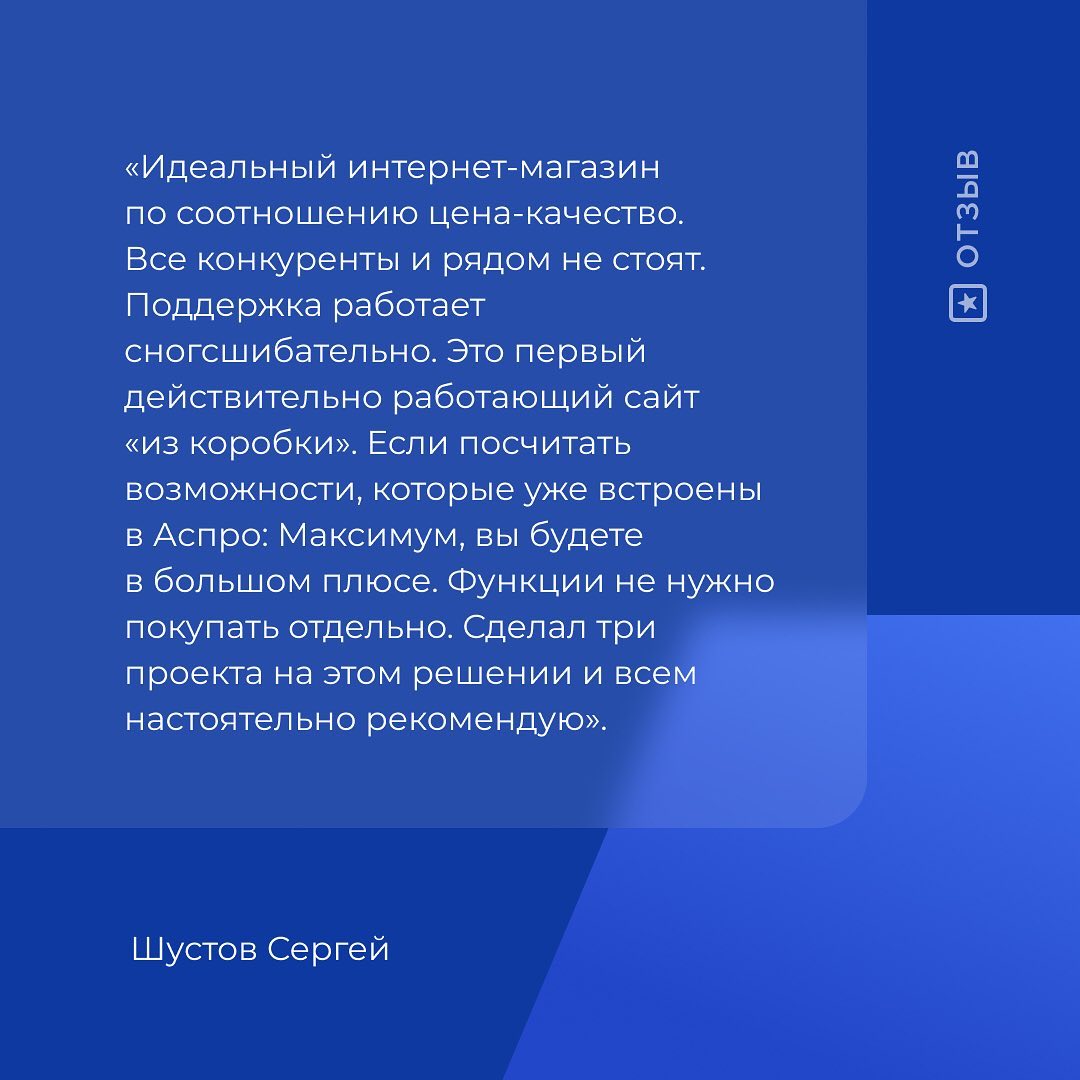 «Идеальный интернет-магазин
по соотношению цена-качество.
Все конкуренты и рядом не стоят.
Поддержка работает
сногсшибательно. Это первый
действительно работающий сайт
«из коробки». Если посчитать
возможности, которые уже встроены
в Аспро: Максимум, вы будете
в большом плюсе. Функции не нужно
покупать отдельно. Сделал три
проекта на этом решении и всем
настоятельно рекомендую».
ОТЗЫВ
Шустов Сергей